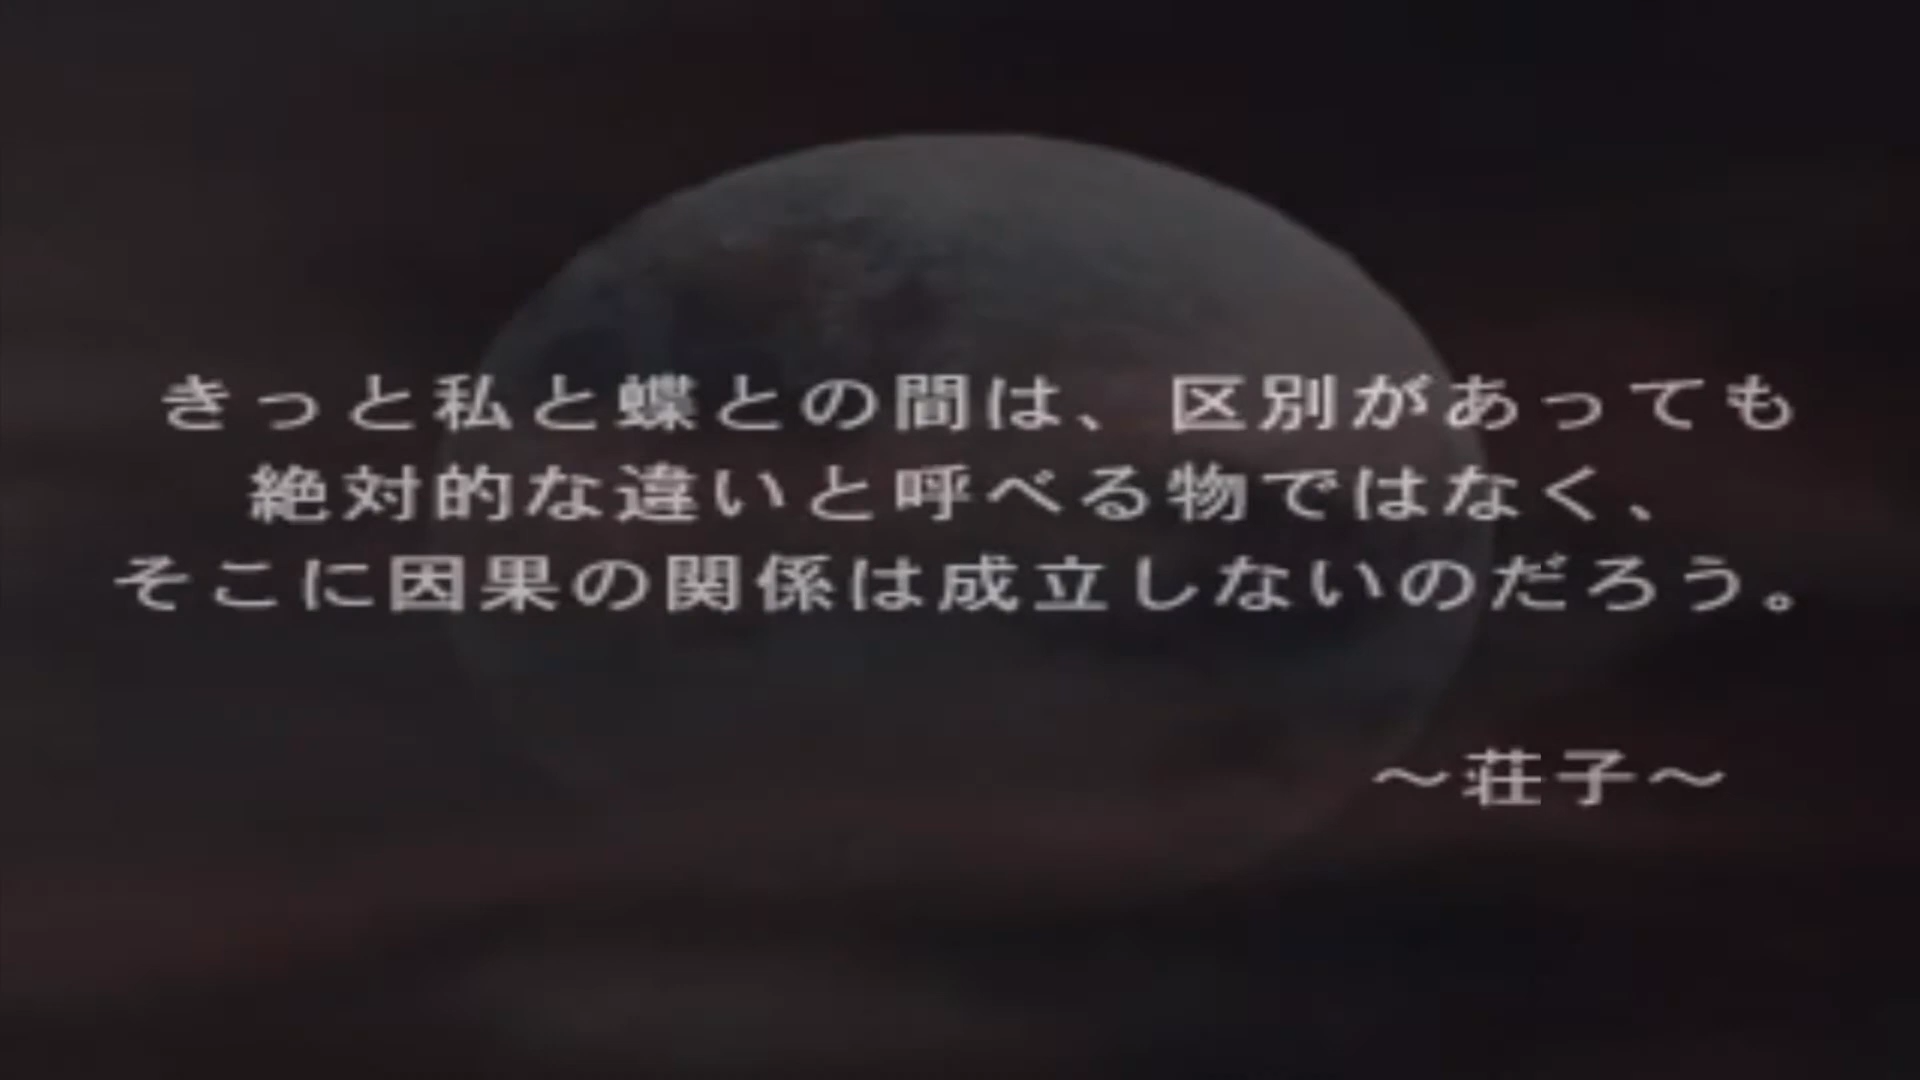 きっと私と蝶との間は、区別があっても
絶対的な違いと呼べる物ではなく、
そこに因果の関係は成立しないのだろう。
～荘子～